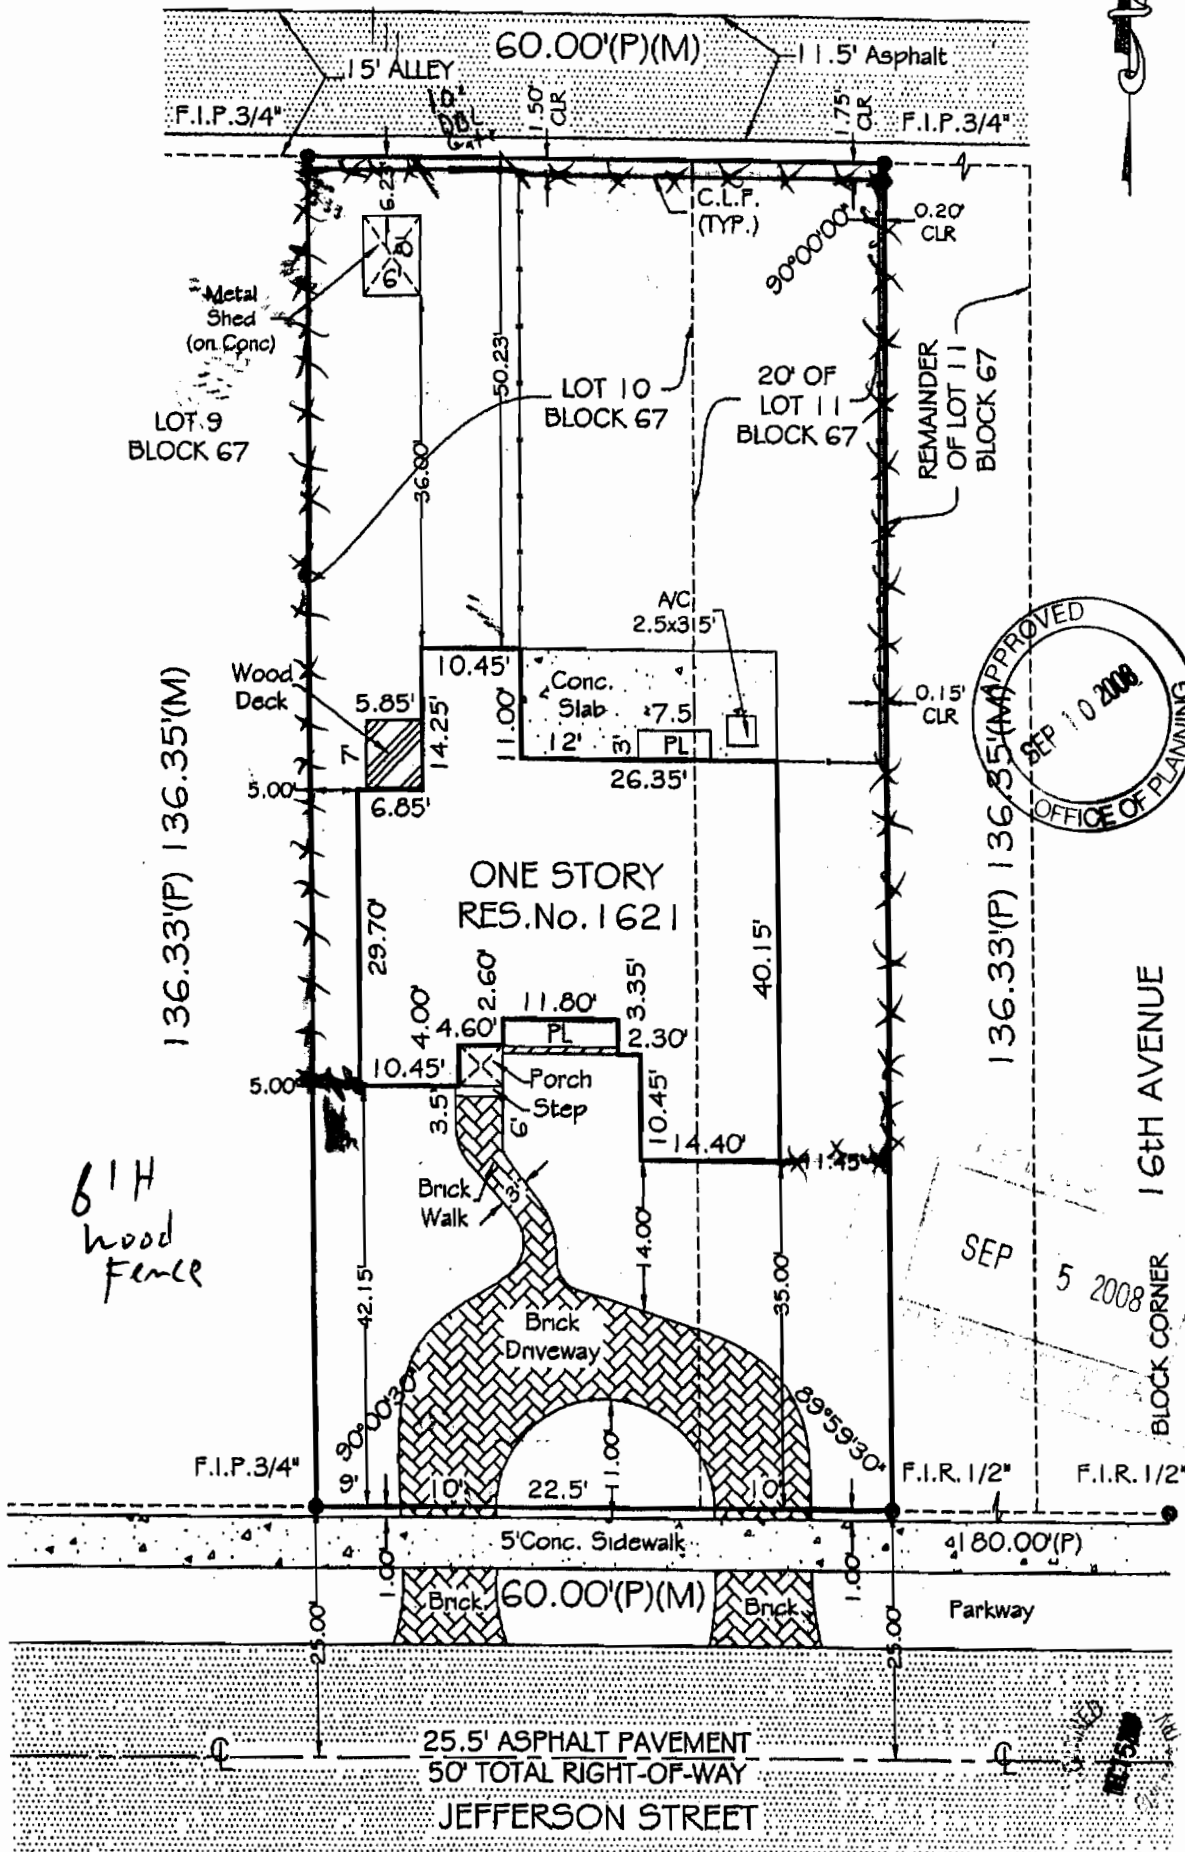 60.00'(P)(M)
15' ALLEY
11.5' Asphalt
F.I.P.3/4"
10'
DBL
Gate
1.50'
CLR
1.75'
CLR
F.I.P.3/4"
6.23'
C.L.F.
(TYP.)
90°00'00"
0.20'
CLR
8'
6'
Metal
Shed
(on Conc)
50.23'
LOT 9
BLOCK 67
LOT 10
BLOCK 67
20' OF
LOT 11
BLOCK 67
REMAINDER
OF LOT 11
BLOCK 67
36.00'
A/C
2.5x3.5'
APPROVED
SEP 10 2008
OFFICE OF PLANNING
10.45'
Wood
Deck
5.85'
14.25'
11.00'
Conc.
Slab
7.5
0.15'
CLR
7'
12'
3'
PL
26.35'
5.00'
6.85'
136.33'(P) 136.35'(M)
136.33'(P) 136.35'(M)
ONE STORY
RES.No.1621
29.70'
40.15'
4.00'
2.60'
11.80'
3.35'
4.60'
PL
2.30'
5.00'
10.45'
Porch
Step
3.5'
6'
10.45'
14.40'
11.45'
16tH AVENUE
6'H
Wood
Fence
Brick
Walk
3'
14.00'
SEP 5 2008
42.15'
35.00'
Brick
Driveway
BLOCK CORNER
90°00'30"
89°59'30"
11.00'
F.I.P.3/4"
9'
10'
22.5'
10'
F.I.R.1/2"
F.I.R.1/2"
5'Conc. Sidewalk
180.00'(P)
1.00'
1.00'
Brick
60.00'(P)(M)
Brick
Parkway
25.00'
25.00'
25.5' ASPHALT PAVEMENT
50' TOTAL RIGHT-OF-WAY
JEFFERSON STREET